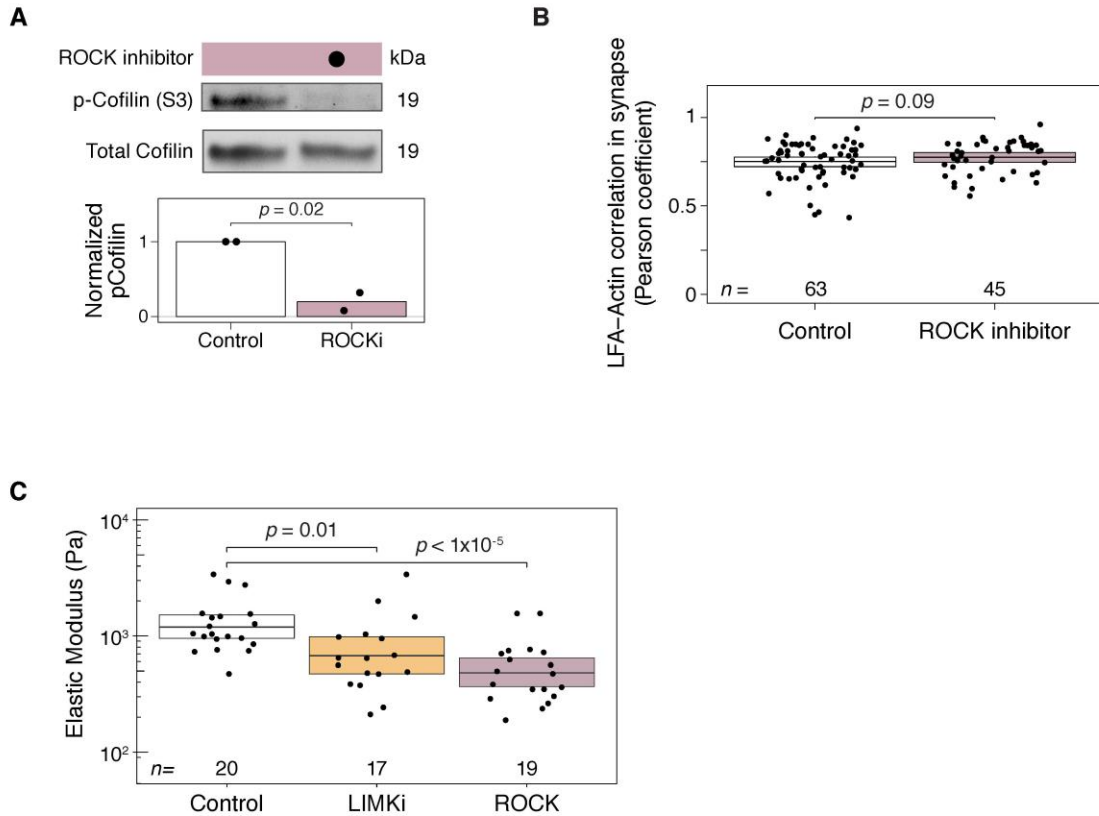 A
ROCK inhibitor kDa
p-Cofilin (S3) 19
Total Cofilin 19
Normalized
pCofilin
p = 0.02
1
0
Control ROCKi
B
LFA–Actin correlation in synapse
(Pearson coefficient)
p = 0.09
1
0.5
0
n = 63 45
Control ROCK inhibitor
C
Elastic Modulus (Pa)
10⁴
p = 0.01
p < 1x10⁻⁵
10³
10²
n= 20 17 19
Control LIMKi ROCK